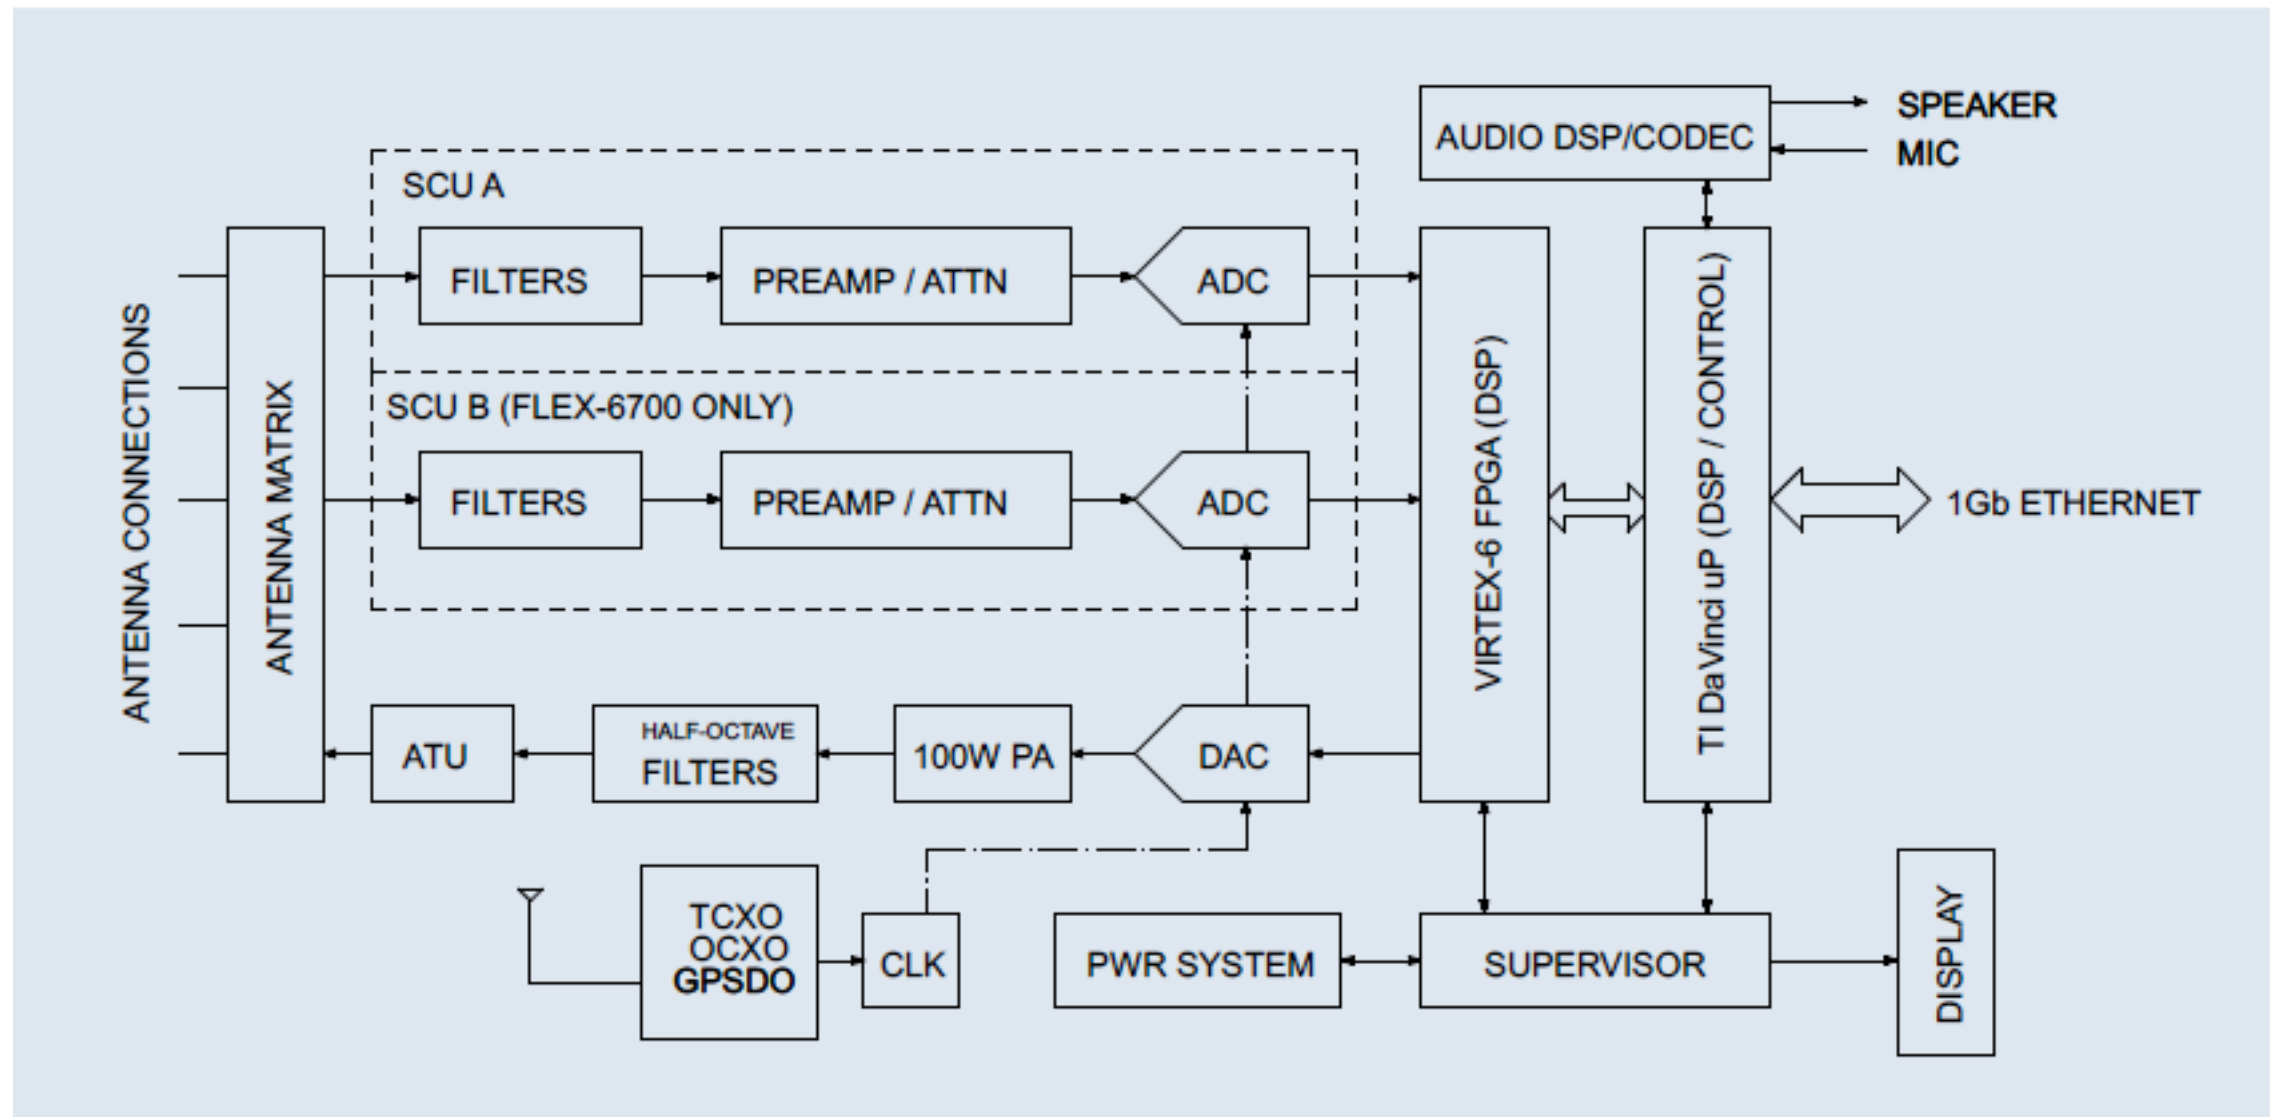 SPEAKER
AUDIO DSP/CODEC
MIC
SCU A
FILTERS
PREAMP / ATTN
ADC
SCU B (FLEX-6700 ONLY)
FILTERS
PREAMP / ATTN
ADC
ANTENNA CONNECTIONS
ANTENNA MATRIX
VIRTEX-6 FPGA (DSP)
TI DaVinci uP (DSP / CONTROL)
1Gb ETHERNET
ATU
HALF-OCTAVE
FILTERS
100W PA
DAC
TCXO
OCXO
GPSDO
CLK
PWR SYSTEM
SUPERVISOR
DISPLAY